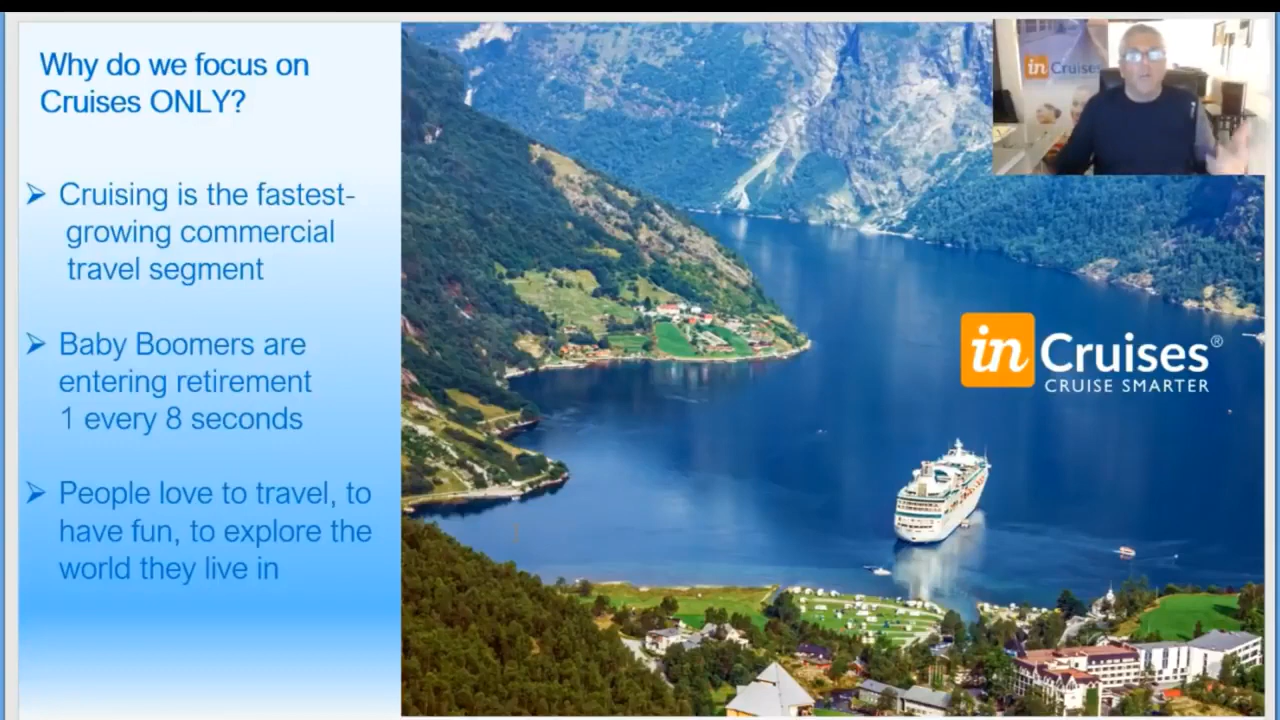 Why do we focus on
Cruises ONLY?
➢ Cruising is the fastest-
growing commercial
travel segment
➢ Baby Boomers are
entering retirement
1 every 8 seconds
➢ People love to travel, to
have fun, to explore the
world they live in
in Cruises
in Cruises®
CRUISE SMARTER